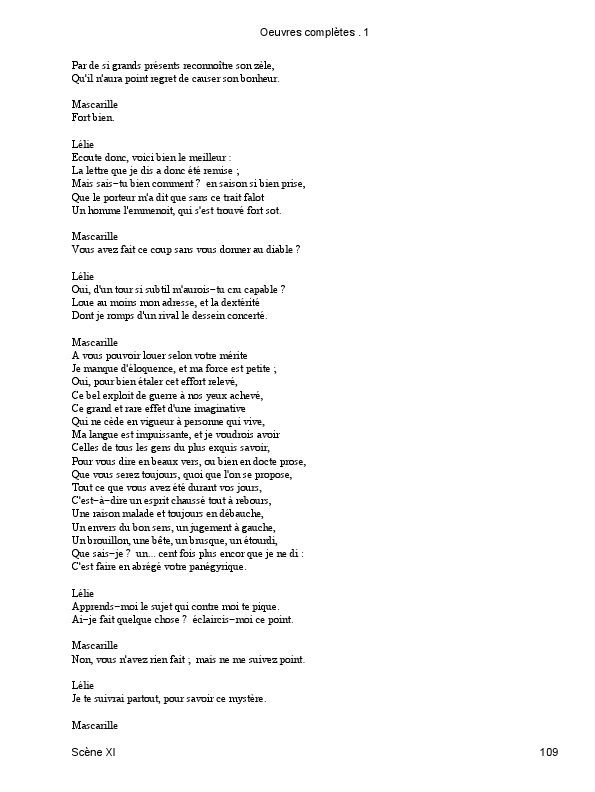 Oeuvres complètes . 1
Par de si grands présents reconnoître son zèle,
Qu'il n'aura point regret de causer son bonheur.
Mascarille
Fort bien.
Lélie
Ecoute donc, voici bien le meilleur :
La lettre que je dis a donc été remise ;
Mais sais−tu bien comment ? en saison si bien prise,
Que le porteur m'a dit que sans ce trait falot
Un homme l'emmenoit, qui s'est trouvé fort sot.
Mascarille
Vous avez fait ce coup sans vous donner au diable ?
Lélie
Oui, d'un tour si subtil m'aurois−tu cru capable ?
Loue au moins mon adresse, et la dextérité
Dont je romps d'un rival le dessein concerté.
Mascarille
A vous pouvoir louer selon votre mérite
Je manque d'éloquence, et ma force est petite ;
Oui, pour bien étaler cet effort relevé,
Ce bel exploit de guerre à nos yeux achevé,
Ce grand et rare effet d'une imaginative
Qui ne cède en vigueur à personne qui vive,
Ma langue est impuissante, et je voudrois avoir
Celles de tous les gens du plus exquis savoir,
Pour vous dire en beaux vers, ou bien en docte prose,
Que vous serez toujours, quoi que l'on se propose,
Tout ce que vous avez été durant vos jours,
C'est−à−dire un esprit chaussé tout à rebours,
Une raison malade et toujours en débauche,
Un envers du bon sens, un jugement à gauche,
Un brouillon, une bête, un brusque, un étourdi,
Que sais−je ? un... cent fois plus encor que je ne di :
C'est faire en abrégé votre panégyrique.
Lélie
Apprends−moi le sujet qui contre moi te pique.
Ai−je fait quelque chose ? éclaircis−moi ce point.
Mascarille
Non, vous n'avez rien fait ; mais ne me suivez point.
Lélie
Je te suivrai partout, pour savoir ce mystère.
Mascarille
Scène XI 109